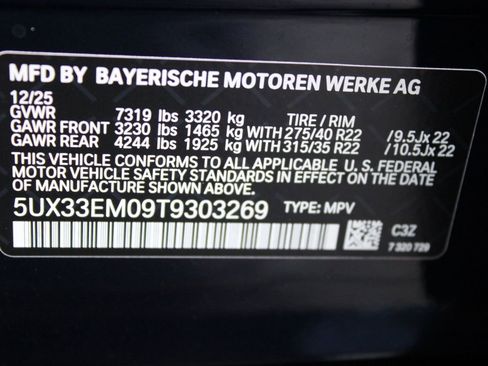 MFD BY BAYERISCHE MOTOREN WERKE AG
12/25
GVWR 7319 lbs 3320 kg TIRE / RIM
GAWR FRONT 3230 lbs 1465 kg WITH 275/40 R22 / 9.5Jx 22
GAWR REAR 4244 lbs 1925 kg WITH 315/35 R22 / 10.5Jx 22
THIS VEHICLE CONFORMS TO ALL APPLICABLE U. S. FEDERAL
MOTOR VEHICLE SAFETY STANDARDS IN EFFECT ON THE
DATE OF MANUFACTURE SHOWN ABOVE.
5UX33EM09T9303269 TYPE: MPV
C3Z
7 320 729